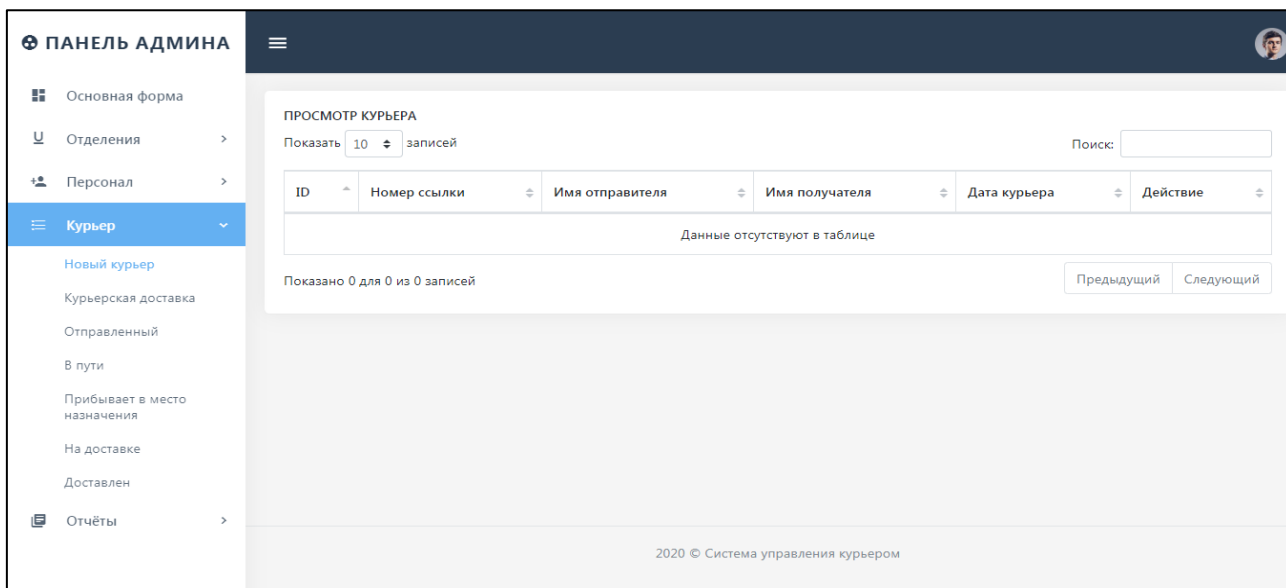 ПАНЕЛЬ АДМИНА
Основная форма
Отделения
Персонал
Курьер
Новый курьер
Курьерская доставка
Отправленный
В пути
Прибывает в место
назначения
На доставке
Доставлен
Отчёты
ПРОСМОТР КУРЬЕРА
Показать 10 записей
Поиск:
ID Номер ссылки Имя отправителя Имя получателя Дата курьера Действие
Данные отсутствуют в таблице
Показано 0 для 0 из 0 записей
Предыдущий Следующий
2020 © Система управления курьером